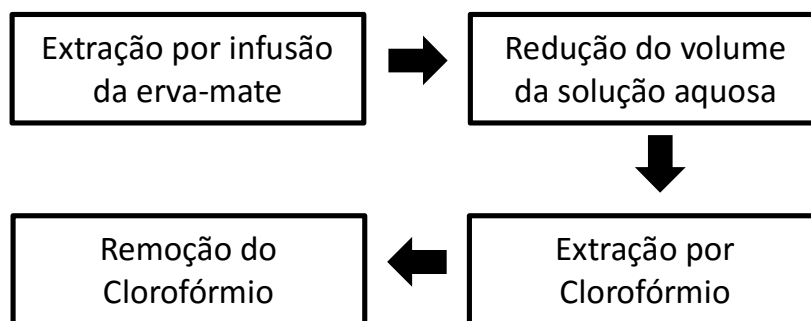 Extração por infusão
da erva-mate
Redução do volume
da solução aquosa
Extração por
Clorofórmio
Remoção do
Clorofórmio